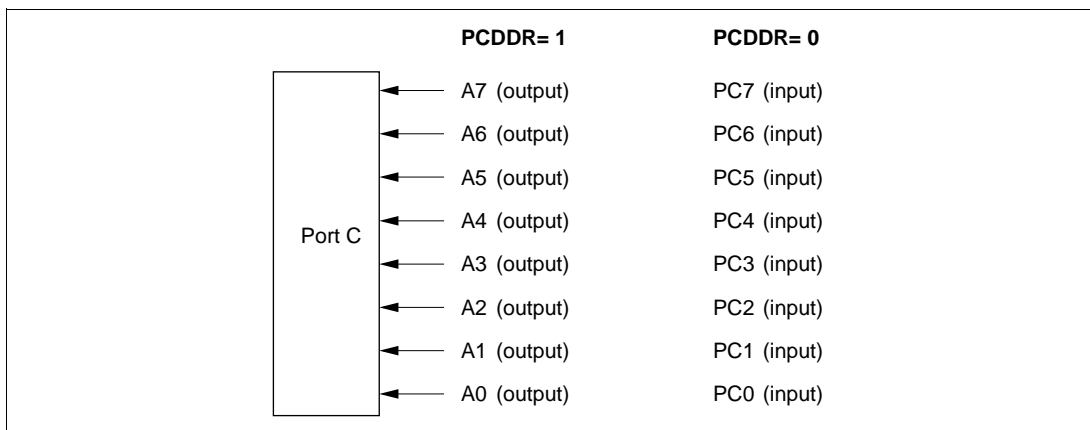 PCDDR= 1 PCDDR= 0
A7 (output) PC7 (input)
A6 (output) PC6 (input)
A5 (output) PC5 (input)
A4 (output) PC4 (input)
Port C
A3 (output) PC3 (input)
A2 (output) PC2 (input)
A1 (output) PC1 (input)
A0 (output) PC0 (input)